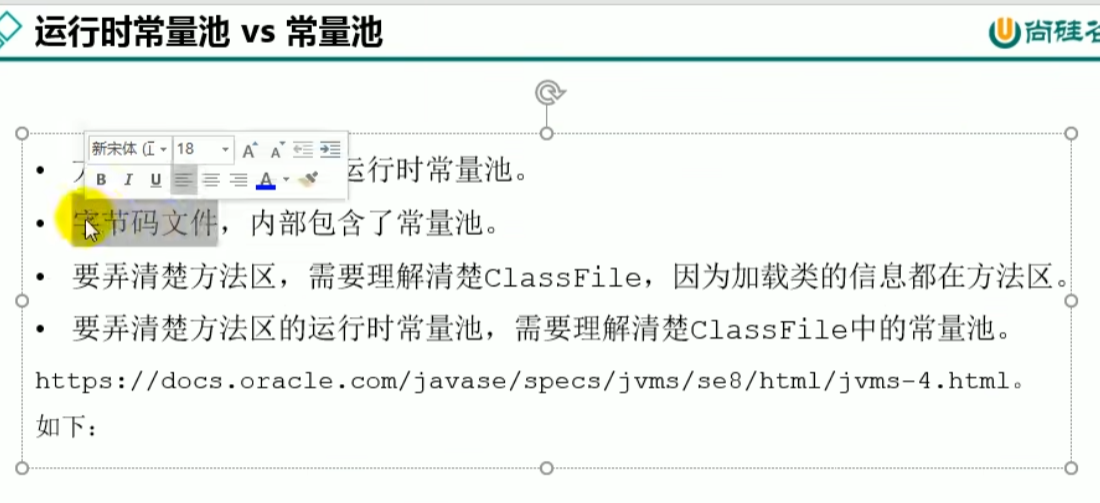 运行时常量池 vs 常量池
尚硅谷
新宋体 18
B I U A
运行时常量池。
• 字节码文件，内部包含了常量池。
• 要弄清楚方法区，需要理解清楚ClassFile，因为加载类的信息都在方法区。
• 要弄清楚方法区的运行时常量池，需要理解清楚ClassFile中的常量池。
https://docs.oracle.com/javase/specs/jvms/se8/html/jvms-4.html。
如下：